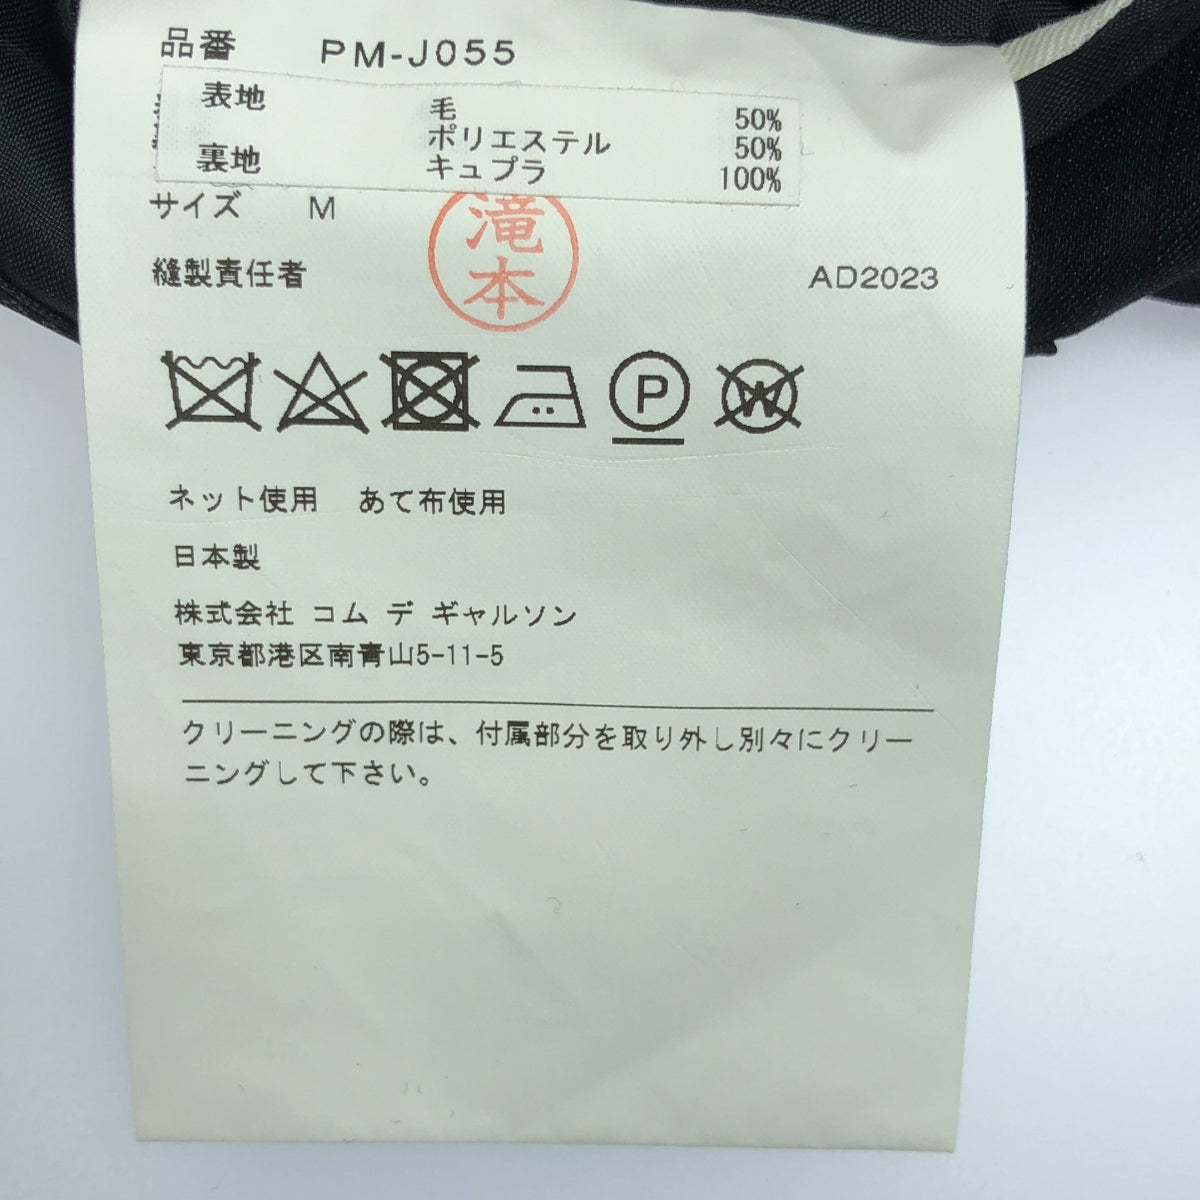 品番 PM-J055
表地 毛 50%
ポリエステル 50%
裏地 キュプラ 100%
サイズ M
滝本
縫製責任者 AD2023
P W
ネット使用 あて布使用
日本製
株式会社 コム デ ギャルソン
東京都港区南青山5-11-5
クリーニングの際は、付属部分を取り外し別々にクリー
ニングして下さい。